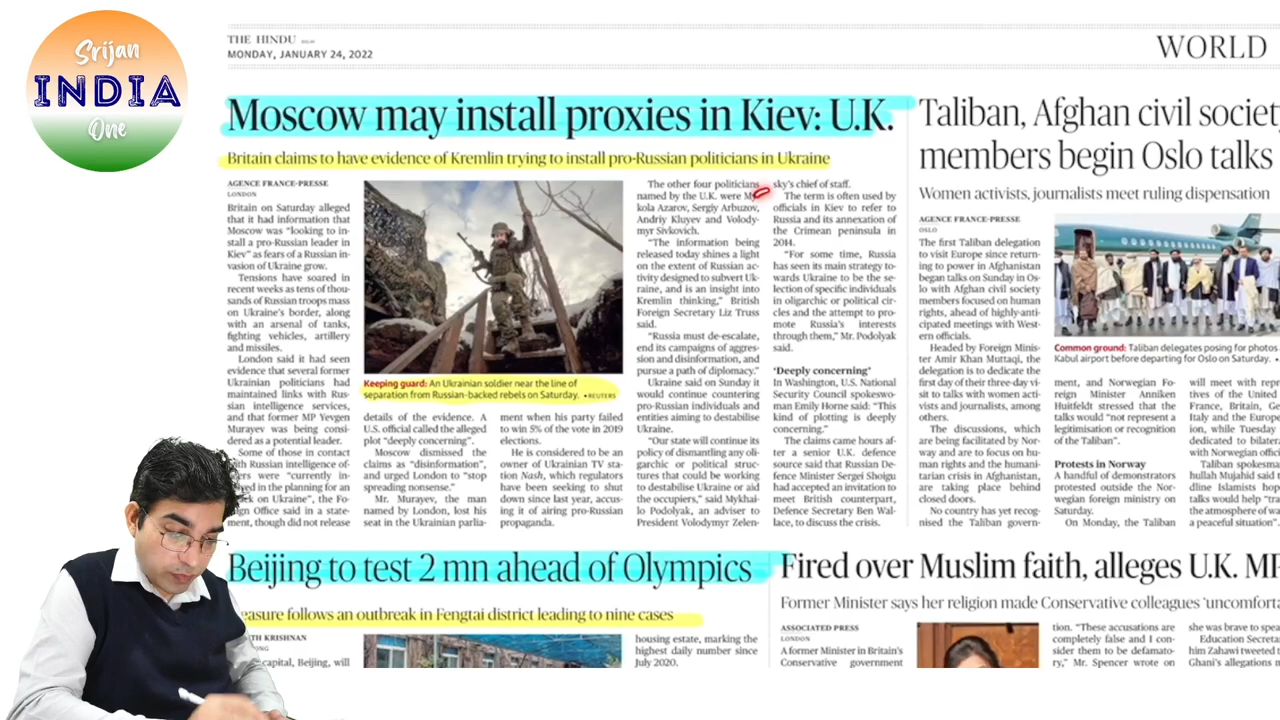 Srijan
INDIA
One
THE HINDU
MONDAY, JANUARY 24, 2022
WORLD
Moscow may install proxies in Kiev: U.K.
Britain claims to have evidence of Kremlin trying to install pro-Russian politicians in Ukraine
AGENCE FRANCE-PRESSE
LONDON
Britain on Saturday alleged
that it had information that
Moscow was "looking to in-
stall a pro-Russian leader in
Kiev" as fears of a Russian in-
vasion of Ukraine grow.
Tensions have soared in
recent weeks as tens of thou-
sands of Russian troops mass
on Ukraine's border, along
with an arsenal of tanks,
fighting vehicles, artillery
and missiles.
London said it had seen
evidence that several former
Ukrainian politicians had
maintained links with Rus-
sian intelligence services,
and that former MP Yevgen
Murayev was being consi-
dered as a potential leader.
Some of those in contact
with Russian intelligence of-
were "currently in-
in the planning for an
on Ukraine", the Fo-
Office said in a state-
ment, though did not release
Keeping guard: An Ukrainian soldier near the line of
separation from Russian-backed rebels on Saturday. • REUTERS
details of the evidence. A
U.S. official called the alleged
plot "deeply concerning".
Moscow dismissed the
claims as "disinformation",
and urged London to "stop
spreading nonsense."
Mr. Murayev, the man
named by London, lost his
seat in the Ukrainian parlia-
ment when his party failed
to win 5% of the vote in 2019
elections.
He is considered to be an
owner of Ukrainian TV sta-
tion Nash, which regulators
have been seeking to shut
down since last year, accus-
ing it of airing pro-Russian
propaganda.
The other four politicians
named by the U.K. were My-
kola Azarov, Sergiy Arbuzov,
Andriy Kluyev and Volody-
myr Sivkovich.
"The information being
released today shines a light
on the extent of Russian ac-
tivity designed to subvert Uk-
raine, and is an insight into
Kremlin thinking," British
Foreign Secretary Liz Truss
said.
"Russia must de-escalate,
end its campaigns of aggres-
sion and disinformation, and
pursue a path of diplomacy."
Ukraine said on Sunday it
would continue countering
pro-Russian individuals and
entities aiming to destabilise
Ukraine.
"Our state will continue its
policy of dismantling any oli-
garchic or political struc-
tures that could be working
to destabilise Ukraine or aid
the occupiers," said Mykhai-
lo Podolyak, an adviser to
President Volodymyr Zelen-
sky's chief of staff.
The term is often used by
officials in Kiev to refer to
Russia and its annexation of
the Crimean peninsula in
2014.
"For some time, Russia
has seen its main strategy to-
wards Ukraine to be the se-
lection of specific individuals
in oligarchic or political cir-
cles and the attempt to pro-
mote Russia's interests
through them," Mr. Podolyak
said.
'Deeply concerning'
In Washington, U.S. National
Security Council spokeswo-
man Emily Horne said: "This
kind of plotting is deeply
concerning."
The claims came hours af-
ter a senior U.K. defence
source said that Russian De-
fence Minister Sergei Shoigu
had accepted an invitation to
meet British counterpart,
Defence Secretary Ben Wal-
lace, to discuss the crisis.
Taliban, Afghan civil society
members begin Oslo talks
Women activists, journalists meet ruling dispensation
AGENCE FRANCE-PRESSE
OSLO
The first Taliban delegation
to visit Europe since return-
ing to power in Afghanistan
began talks on Sunday in Os-
lo with Afghan civil society
members focused on human
rights, ahead of highly-anti-
cipated meetings with West-
ern officials.
Headed by Foreign Minis-
ter Amir Khan Muttaqi, the
delegation is to dedicate the
first day of their three-day vi-
sit to talks with women acti-
vists and journalists, among
others.
The discussions, which
are being facilitated by Nor-
way and are to focus on hu-
man rights and the humani-
tarian crisis in Afghanistan,
are taking place behind
closed doors.
No country has yet recog-
nised the Taliban govern-
Common ground: Taliban delegates posing for photos
Kabul airport before departing for Oslo on Saturday. •
ment, and Norwegian Fo-
reign Minister Anniken
Huitfeldt stressed that the
talks would "not represent a
legitimisation or recognition
of the Taliban".
Protests in Norway
A handful of demonstrators
protested outside the Nor-
wegian foreign ministry on
Saturday.
On Monday, the Taliban
will meet with repr
tives of the United
France, Britain, Ge
Italy and the Europe
ion, while Tuesday
dedicated to bilater
with Norwegian offi
Taliban spokesma
hullah Mujahid said t
dline Islamists hop
talks would help "tra
the atmosphere of wa
a peaceful situation".
Beijing to test 2 mn ahead of Olympics
easure follows an outbreak in Fengtai district leading to nine cases
TH KRISHNAN
ONG
capital, Beijing, will
housing estate, marking the
highest daily number since
July 2020.
Fired over Muslim faith, alleges U.K. MP
Former Minister says her religion made Conservative colleagues 'uncomforta
ASSOCIATED PRESS
LONDON
A former Minister in Britain's
Conservative government
tion. "These accusations are
completely false and I con-
sider them to be defamato-
ry," Mr. Spencer wrote on
she was brave to spea
Education Secreta
him Zahawi tweeted t
Ghani's allegations m